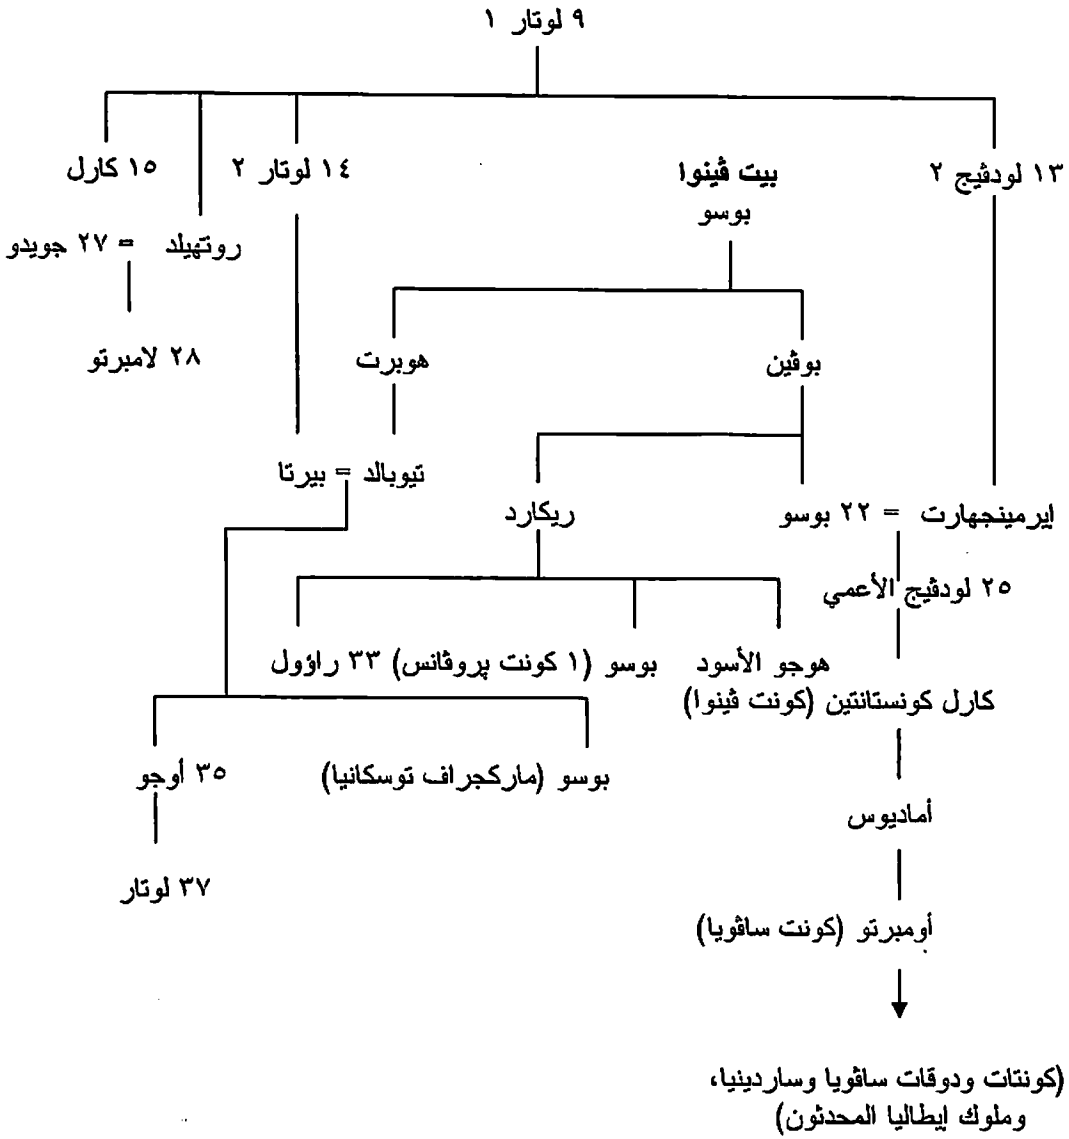 ٩ لوتار ١
١٣ لودڤيج ٢
بيت ڤينوا
١٤ لوتار ٢
١٥ كارل
بوسو
روتهيلد = ٢٧ جويدو
بوڤين
هوبرت
٢٨ لامبرتو
تيوبالد = بيرتا
ايرمينجهارت = ٢٢ بوسو
ريكارد
٢٥ لودڤيج الأعمي
هوجو الأسود
بوسو (١ كونت پروڤانس)
٣٣ راؤول
كارل كونستانتين (كونت ڤينوا)
بوسو (ماركجراف توسكانيا)
٣٥ أوجو
أماديوس
٣٧ لوتار
أومبرتو (كونت ساڤويا)
(كونتات ودوقات ساڤويا وساردينيا،
وملوك إيطاليا المحدثون)